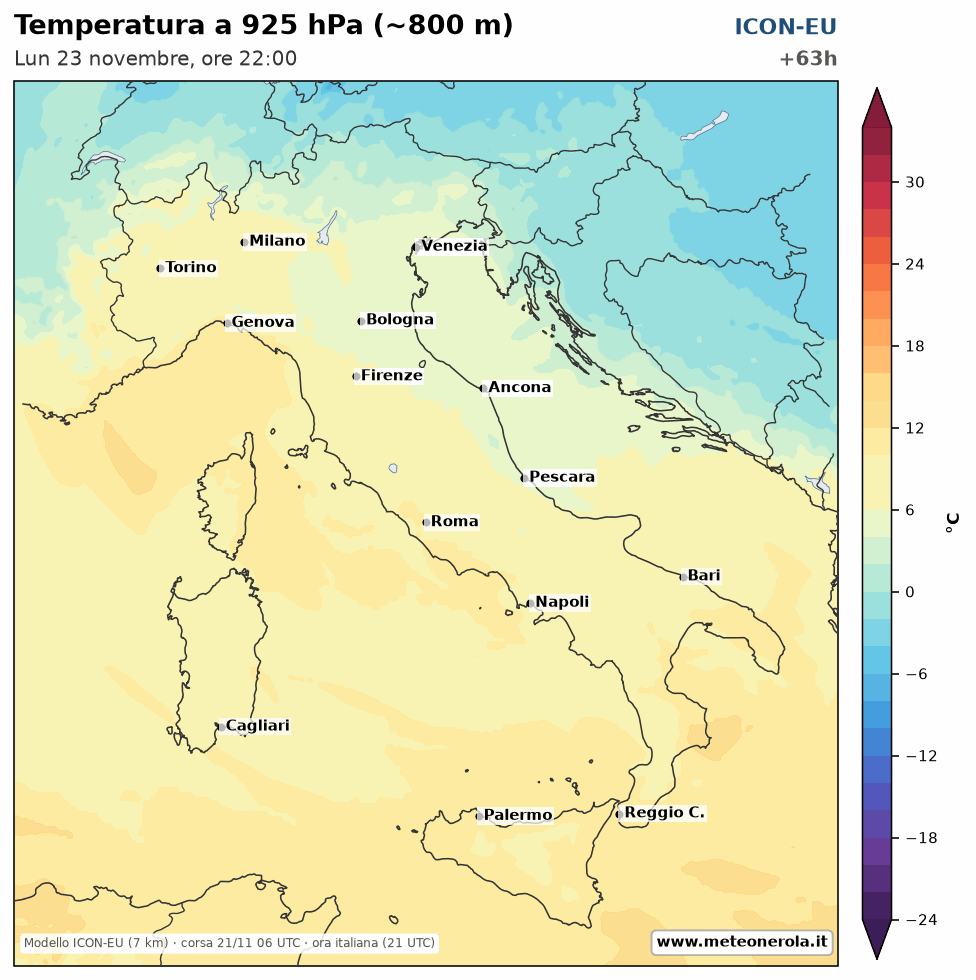 Temperatura a 925 hPa (~800 m)
ICON-EU
Lun 23 novembre, ore 22:00
+63h
Milano
Venezia
Torino
Genova
Bologna
Firenze
Ancona
Pescara
Roma
Bari
Napoli
Cagliari
Palermo
Reggio C.
30
24
18
12
6
0
−6
−12
−18
−24
°C
Modello ICON-EU (7 km) · corsa 21/11 06 UTC · ora italiana (21 UTC)
www.meteonerola.it